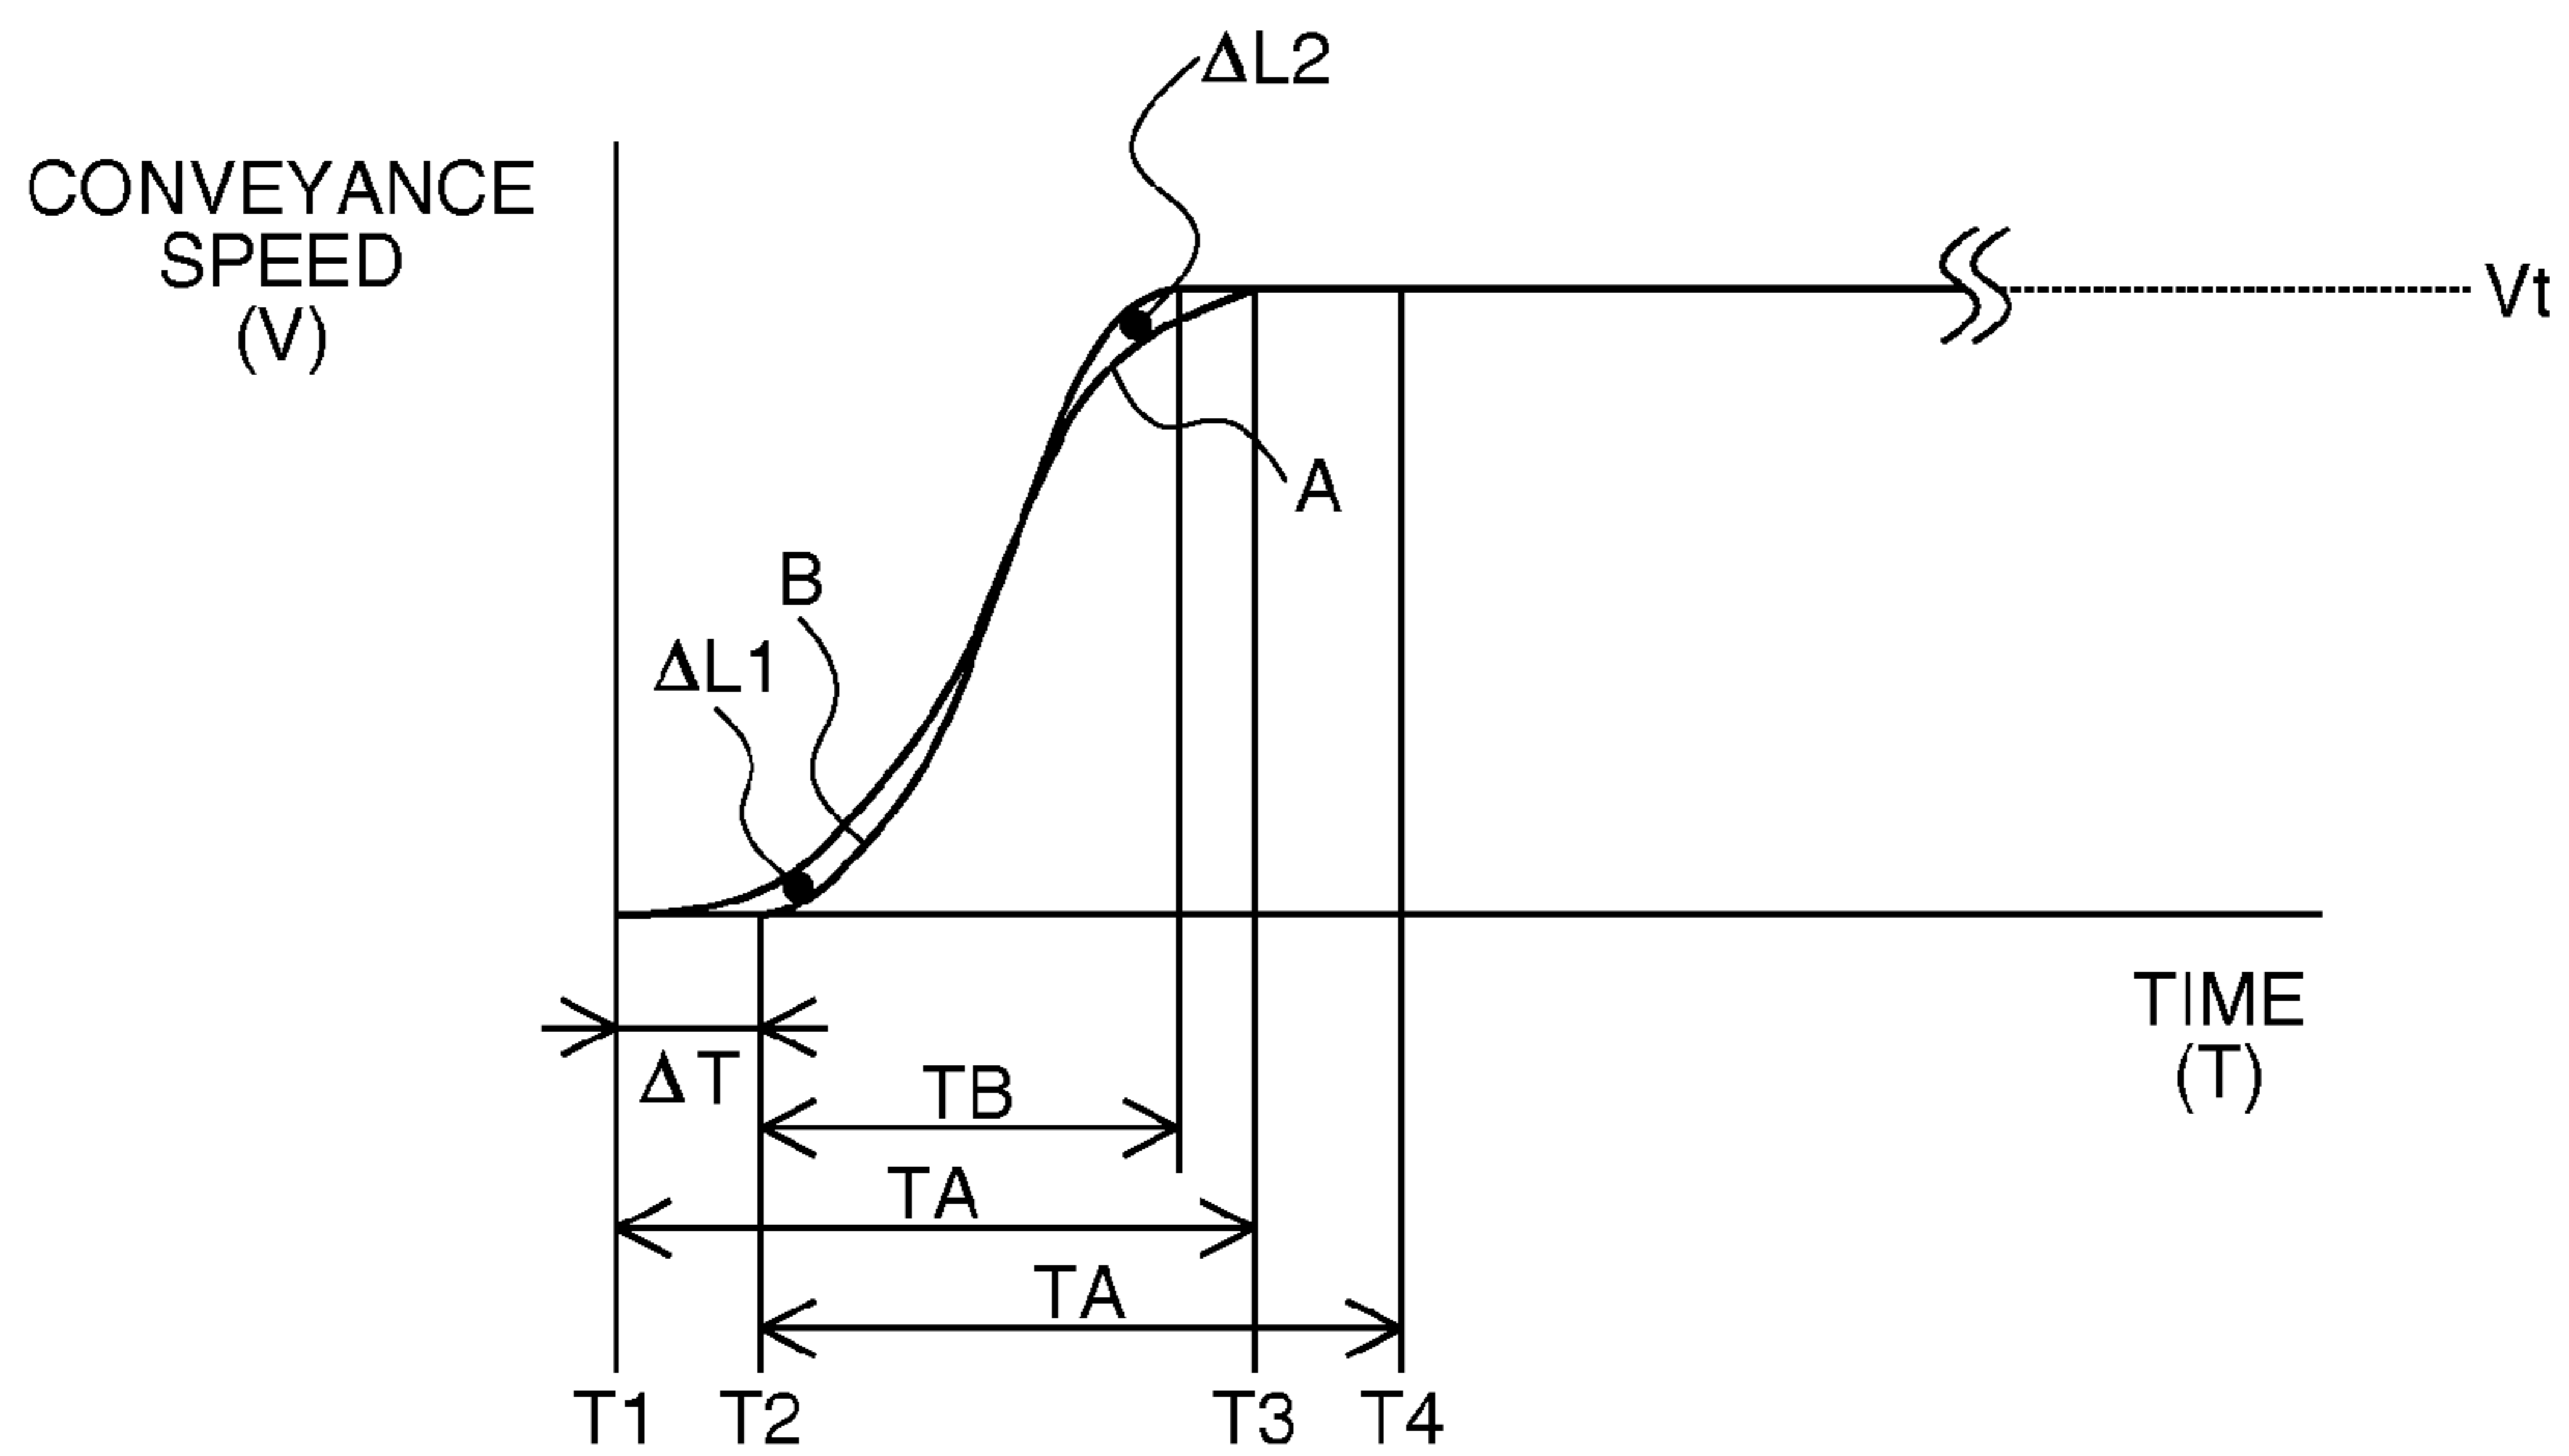 ΔL2
CONVEYANCE
SPEED
(V)
Vt
A
B
ΔL1
TIME
(T)
ΔT
TB
TA
TA
T1 T2 T3 T4